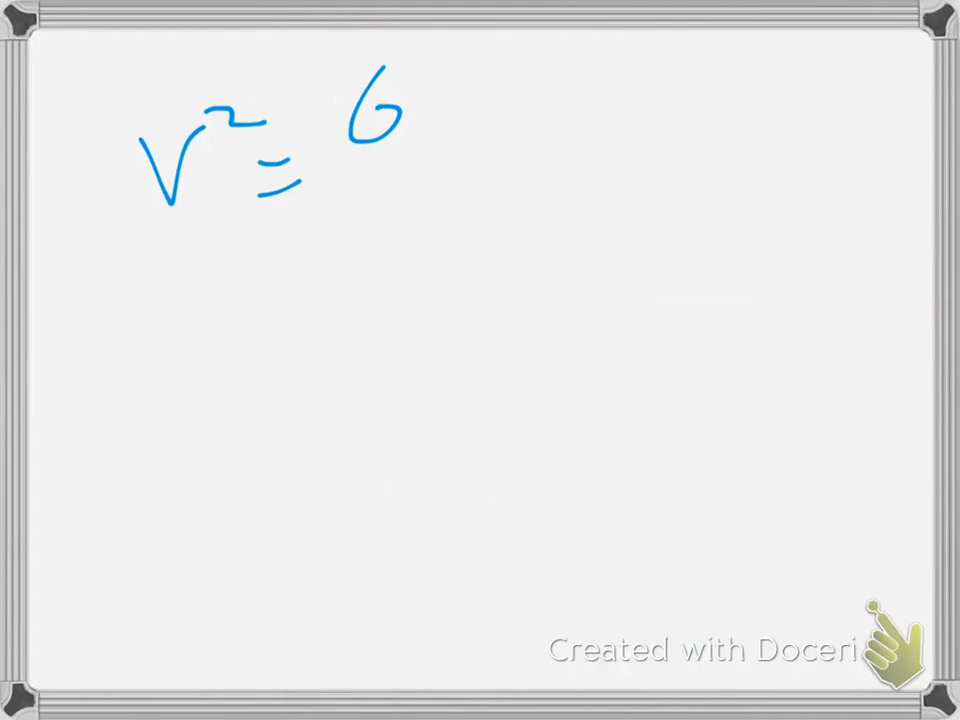 v² = 6
Created with Doceri